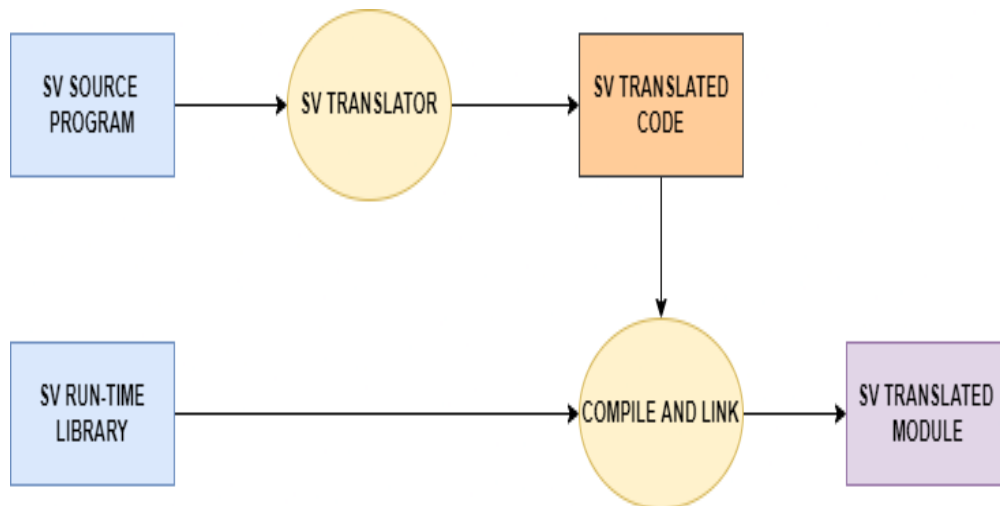 SV SOURCE
PROGRAM
SV TRANSLATOR
SV TRANSLATED
CODE
SV RUN-TIME
LIBRARY
COMPILE AND LINK
SV TRANSLATED
MODULE